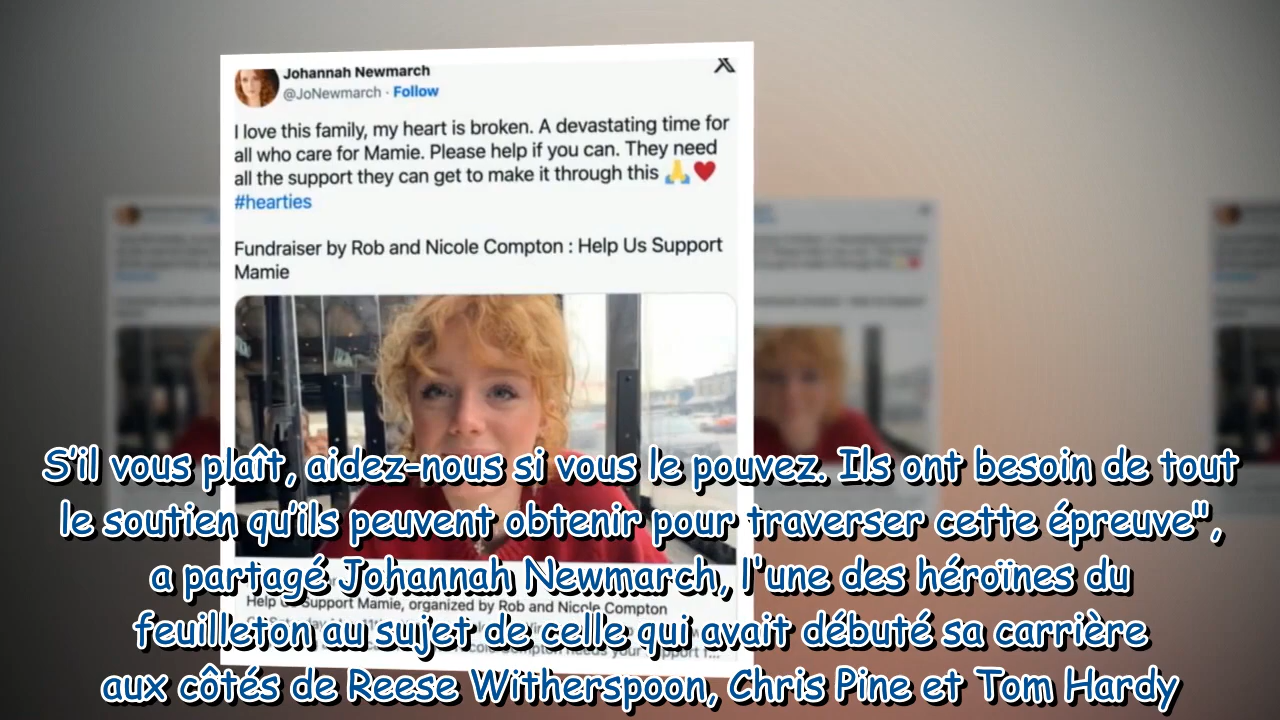 Johannah Newmarch
@JoNewmarch · Follow
I love this family, my heart is broken. A devastating time for
all who care for Mamie. Please help if you can. They need
all the support they can get to make it through this 🙏❤️
#hearties
Fundraiser by Rob and Nicole Compton : Help Us Support
Mamie
S'il vous plaît, aidez-nous si vous le pouvez. Ils ont besoin de tout
le soutien qu'ils peuvent obtenir pour traverser cette épreuve",
a partagé Johannah Newmarch, l'une des héroïnes du
Help Us Support Mamie, organized by Rob and Nicole Compton
feuilleton au sujet de celle qui avait débuté sa carrière
aux côtés de Reese Witherspoon, Chris Pine et Tom Hardy